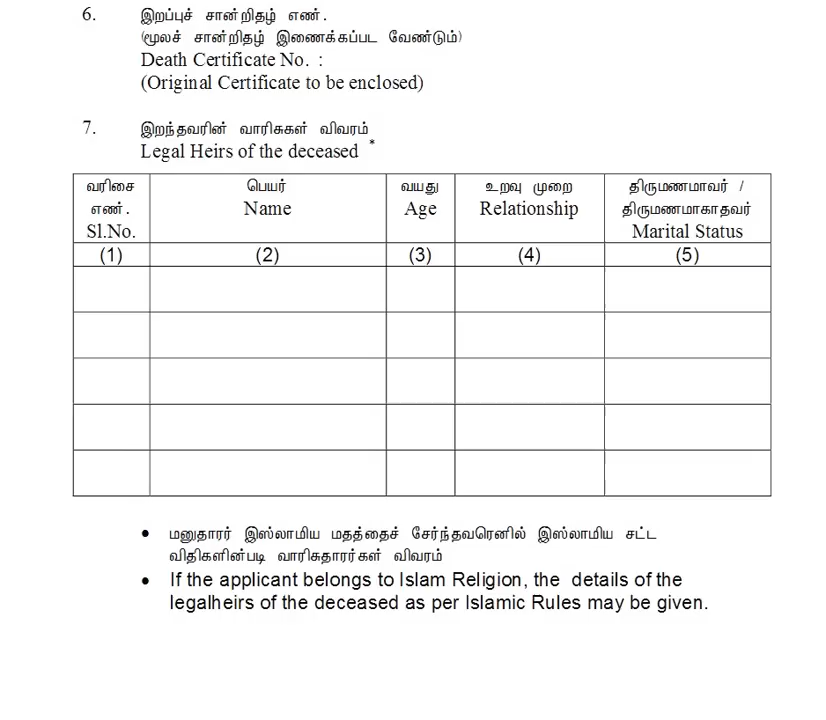 6. இறப்புச் சான்றிதழ் எண்.
(மூலச் சான்றிதழ் இணைக்கப்பட வேண்டும்)
Death Certificate No. :
(Original Certificate to be enclosed)
7. இறந்தவரின் வாரிசுகள் விவரம்
Legal Heirs of the deceased *
வரிசை எண். Sl.No.
பெயர் Name
வயது Age
உறவு முறை Relationship
திருமணமாவர் / திருமணமாகாதவர் Marital Status
(1) (2) (3) (4) (5)
• மனுதாரர் இஸ்லாமிய மதத்தைச் சேர்ந்தவரெனில் இஸ்லாமிய சட்ட
விதிகளின்படி வாரிசுதாரர்கள் விவரம்
• If the applicant belongs to Islam Religion, the details of the
legalheirs of the deceased as per Islamic Rules may be given.